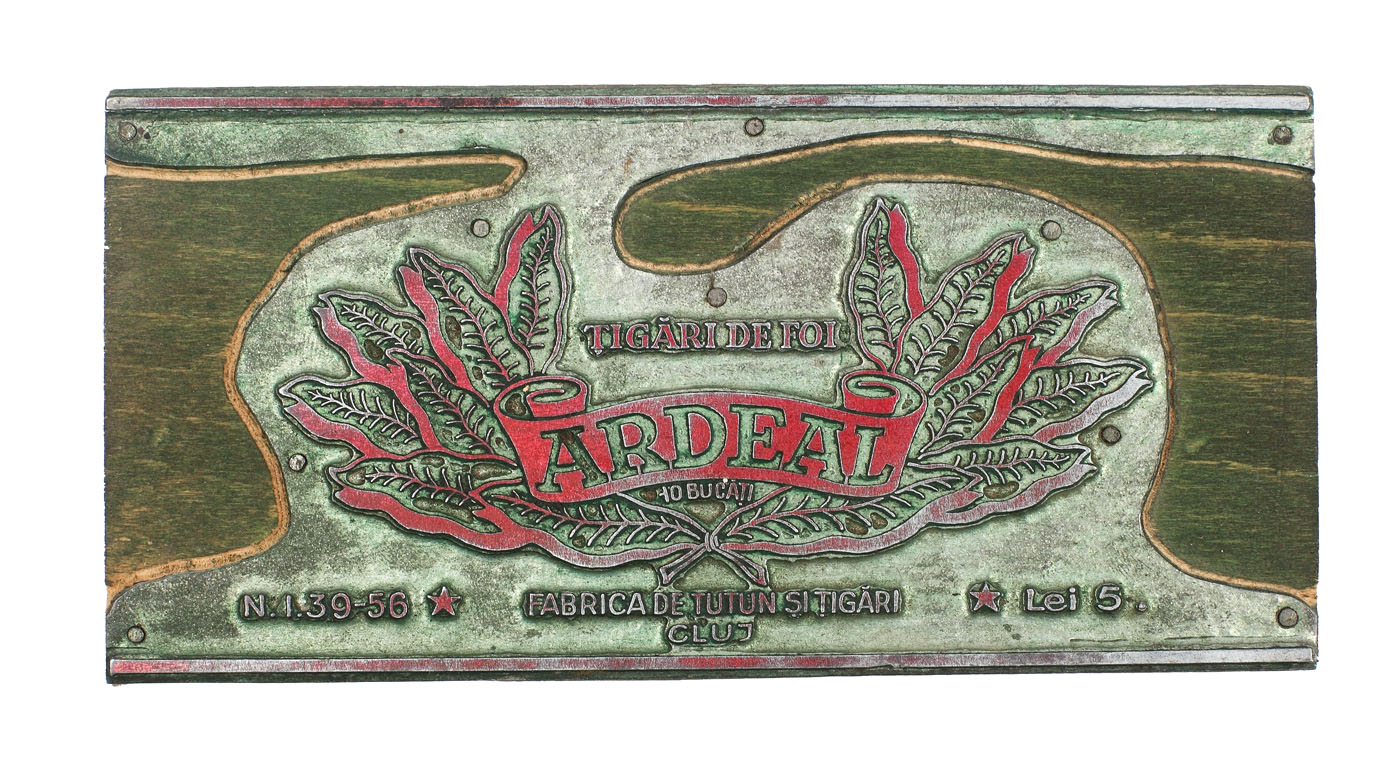 ȚIGĂRI DE FOI
ARDEAL
10 BUCĂȚI
N.I.39-56 ★ FABRICA DE TUTUN ȘI ȚIGĂRI ★ Lei 5.
CLUJ